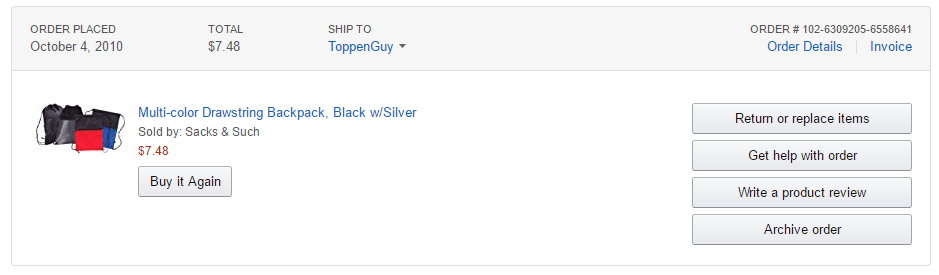 ORDER PLACED
October 4, 2010
TOTAL
$7.48
SHIP TO
ToppenGuy
ORDER # 102-6309205-6558641
Order Details
Invoice
Multi-color Drawstring Backpack, Black w/Silver
Sold by: Sacks & Such
$7.48
Buy it Again
Return or replace items
Get help with order
Write a product review
Archive order